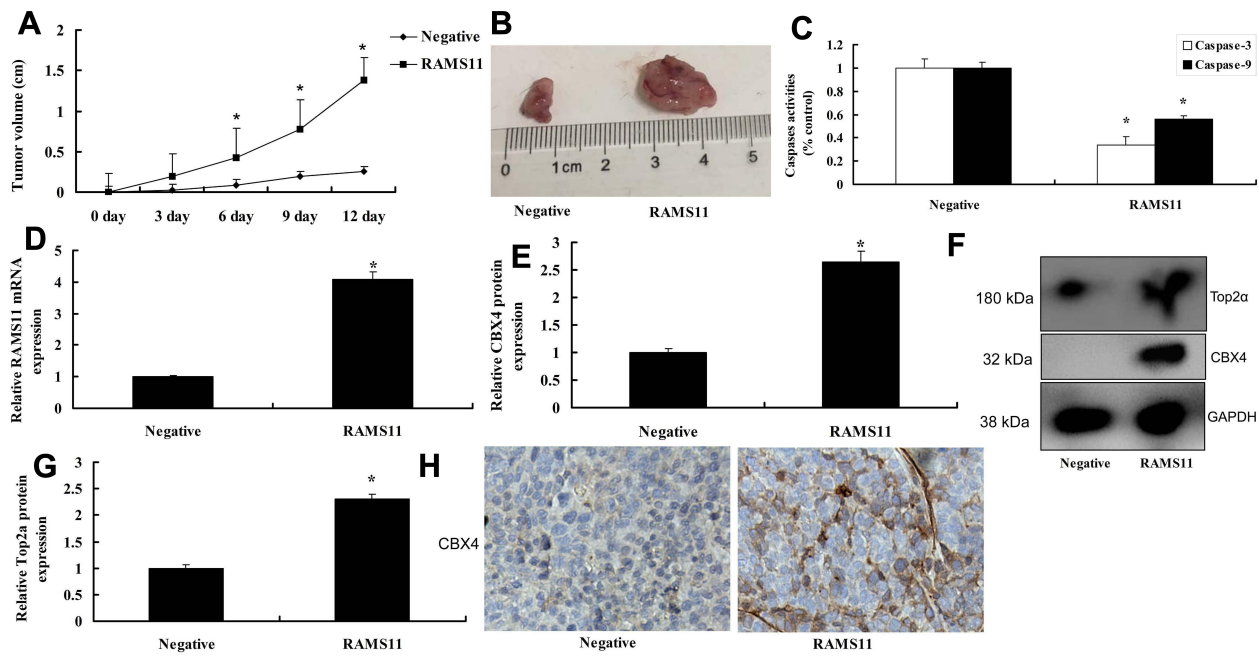 A
Tumor volume (cm)
2
1.5
1
0.5
0
* * *
Negative
RAMS11
0 day 3 day 6 day 9 day 12 day
B
0 1 cm 2 3 4 5
Negative RAMS11
C
Caspases activities
(% control)
1.2
1
0.8
0.6
0.4
0.2
0
* *
Caspase-3
Caspase-9
Negative RAMS11
D
Relative RAMS11 mRNA
expression
5
4
3
2
1
0
*
Negative RAMS11
E
Relative CBX4 protein
expression
3
2.5
2
1.5
1
0.5
0
*
Negative RAMS11
F
180 kDa Top2α
32 kDa CBX4
38 kDa GAPDH
Negative RAMS11
G
Relative Top2a protein
expression
3
2.5
2
1.5
1
0.5
0
*
Negative RAMS11
H
CBX4
Negative RAMS11